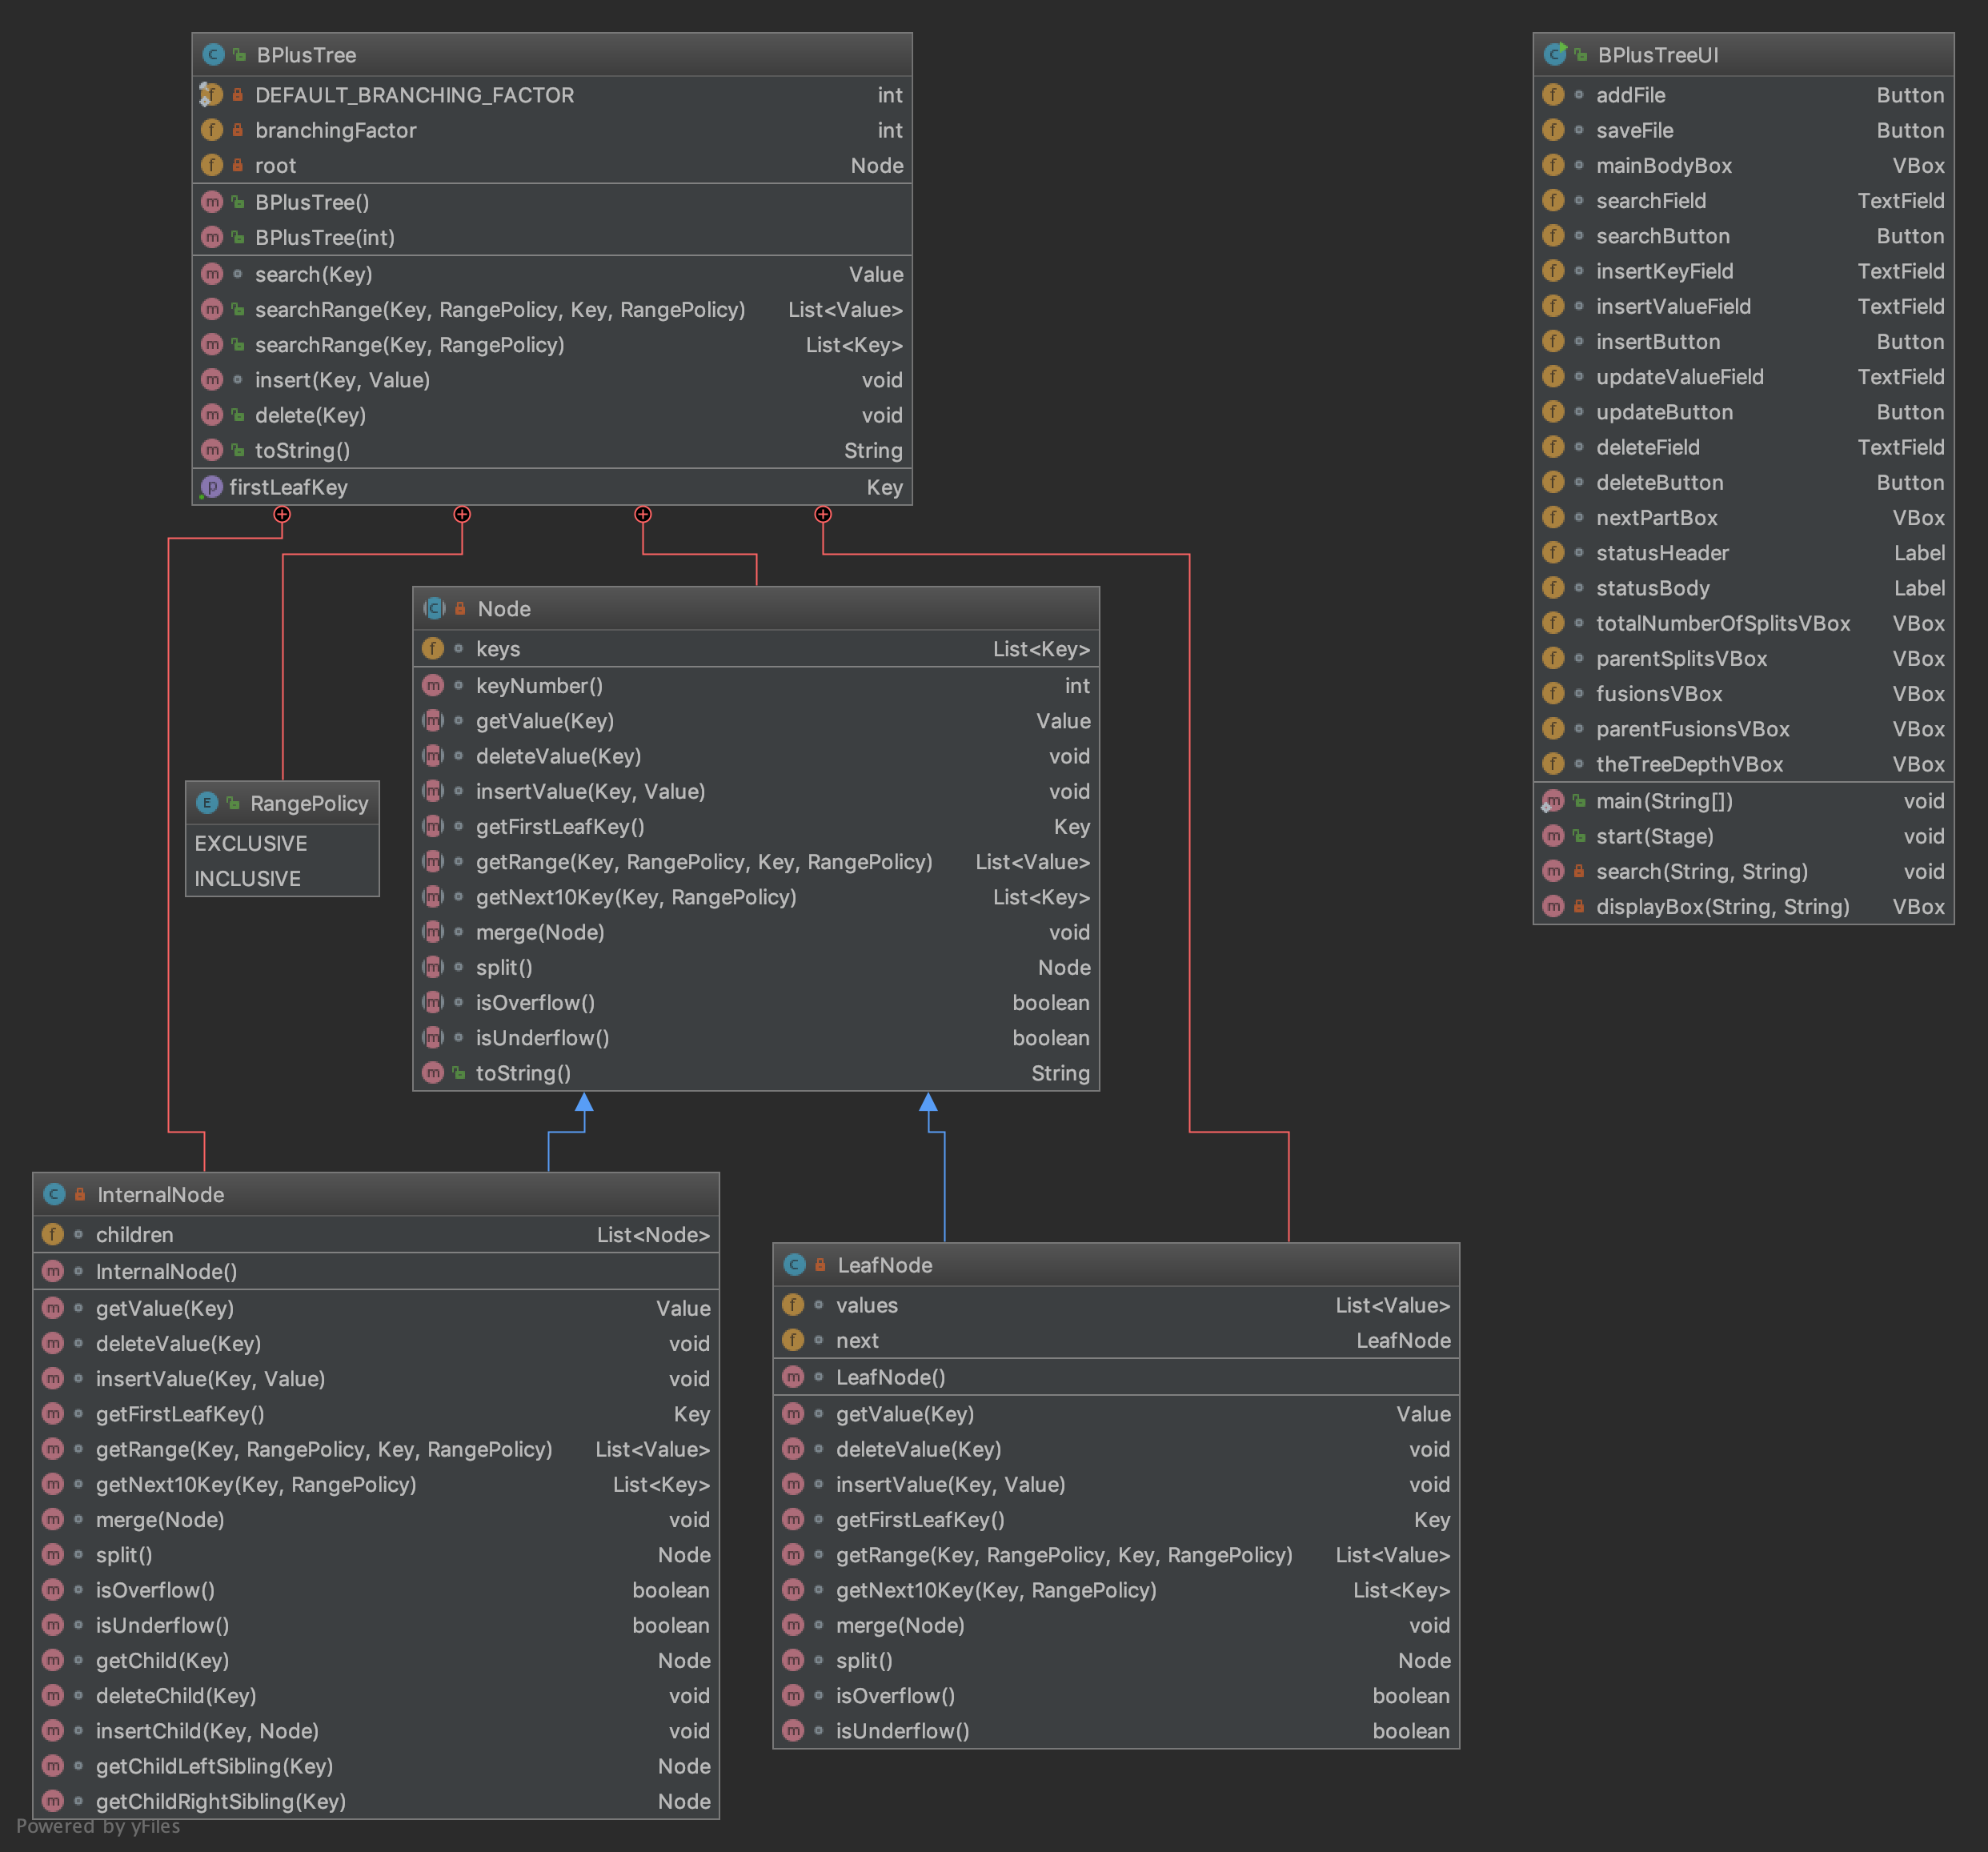 BPlusTree
DEFAULT_BRANCHING_FACTOR int
branchingFactor int
root Node
BPlusTree()
BPlusTree(int)
search(Key) Value
searchRange(Key, RangePolicy, Key, RangePolicy) List<Value>
searchRange(Key, RangePolicy) List<Key>
insert(Key, Value) void
delete(Key) void
toString() String
firstLeafKey Key
BPlusTreeUI
addFile Button
saveFile Button
mainBodyBox VBox
searchField TextField
searchButton Button
insertKeyField TextField
insertValueField TextField
insertButton Button
updateValueField TextField
updateButton Button
deleteField TextField
deleteButton Button
nextPartBox VBox
statusHeader Label
statusBody Label
totalNumberOfSplitsVBox VBox
parentSplitsVBox VBox
fusionsVBox VBox
parentFusionsVBox VBox
theTreeDepthVBox VBox
main(String[]) void
start(Stage) void
search(String, String) void
displayBox(String, String) VBox
Node
keys List<Key>
keyNumber() int
getValue(Key) Value
deleteValue(Key) void
insertValue(Key, Value) void
getFirstLeafKey() Key
getRange(Key, RangePolicy, Key, RangePolicy) List<Value>
getNext10Key(Key, RangePolicy) List<Key>
merge(Node) void
split() Node
isOverflow() boolean
isUnderflow() boolean
toString() String
RangePolicy
EXCLUSIVE
INCLUSIVE
InternalNode
children List<Node>
InternalNode()
getValue(Key) Value
deleteValue(Key) void
insertValue(Key, Value) void
getFirstLeafKey() Key
getRange(Key, RangePolicy, Key, RangePolicy) List<Value>
getNext10Key(Key, RangePolicy) List<Key>
merge(Node) void
split() Node
isOverflow() boolean
isUnderflow() boolean
getChild(Key) Node
deleteChild(Key) void
insertChild(Key, Node) void
getChildLeftSibling(Key) Node
getChildRightSibling(Key) Node
LeafNode
values List<Value>
next LeafNode
LeafNode()
getValue(Key) Value
deleteValue(Key) void
insertValue(Key, Value) void
getFirstLeafKey() Key
getRange(Key, RangePolicy, Key, RangePolicy) List<Value>
getNext10Key(Key, RangePolicy) List<Key>
merge(Node) void
split() Node
isOverflow() boolean
isUnderflow() boolean
Powered by yFiles